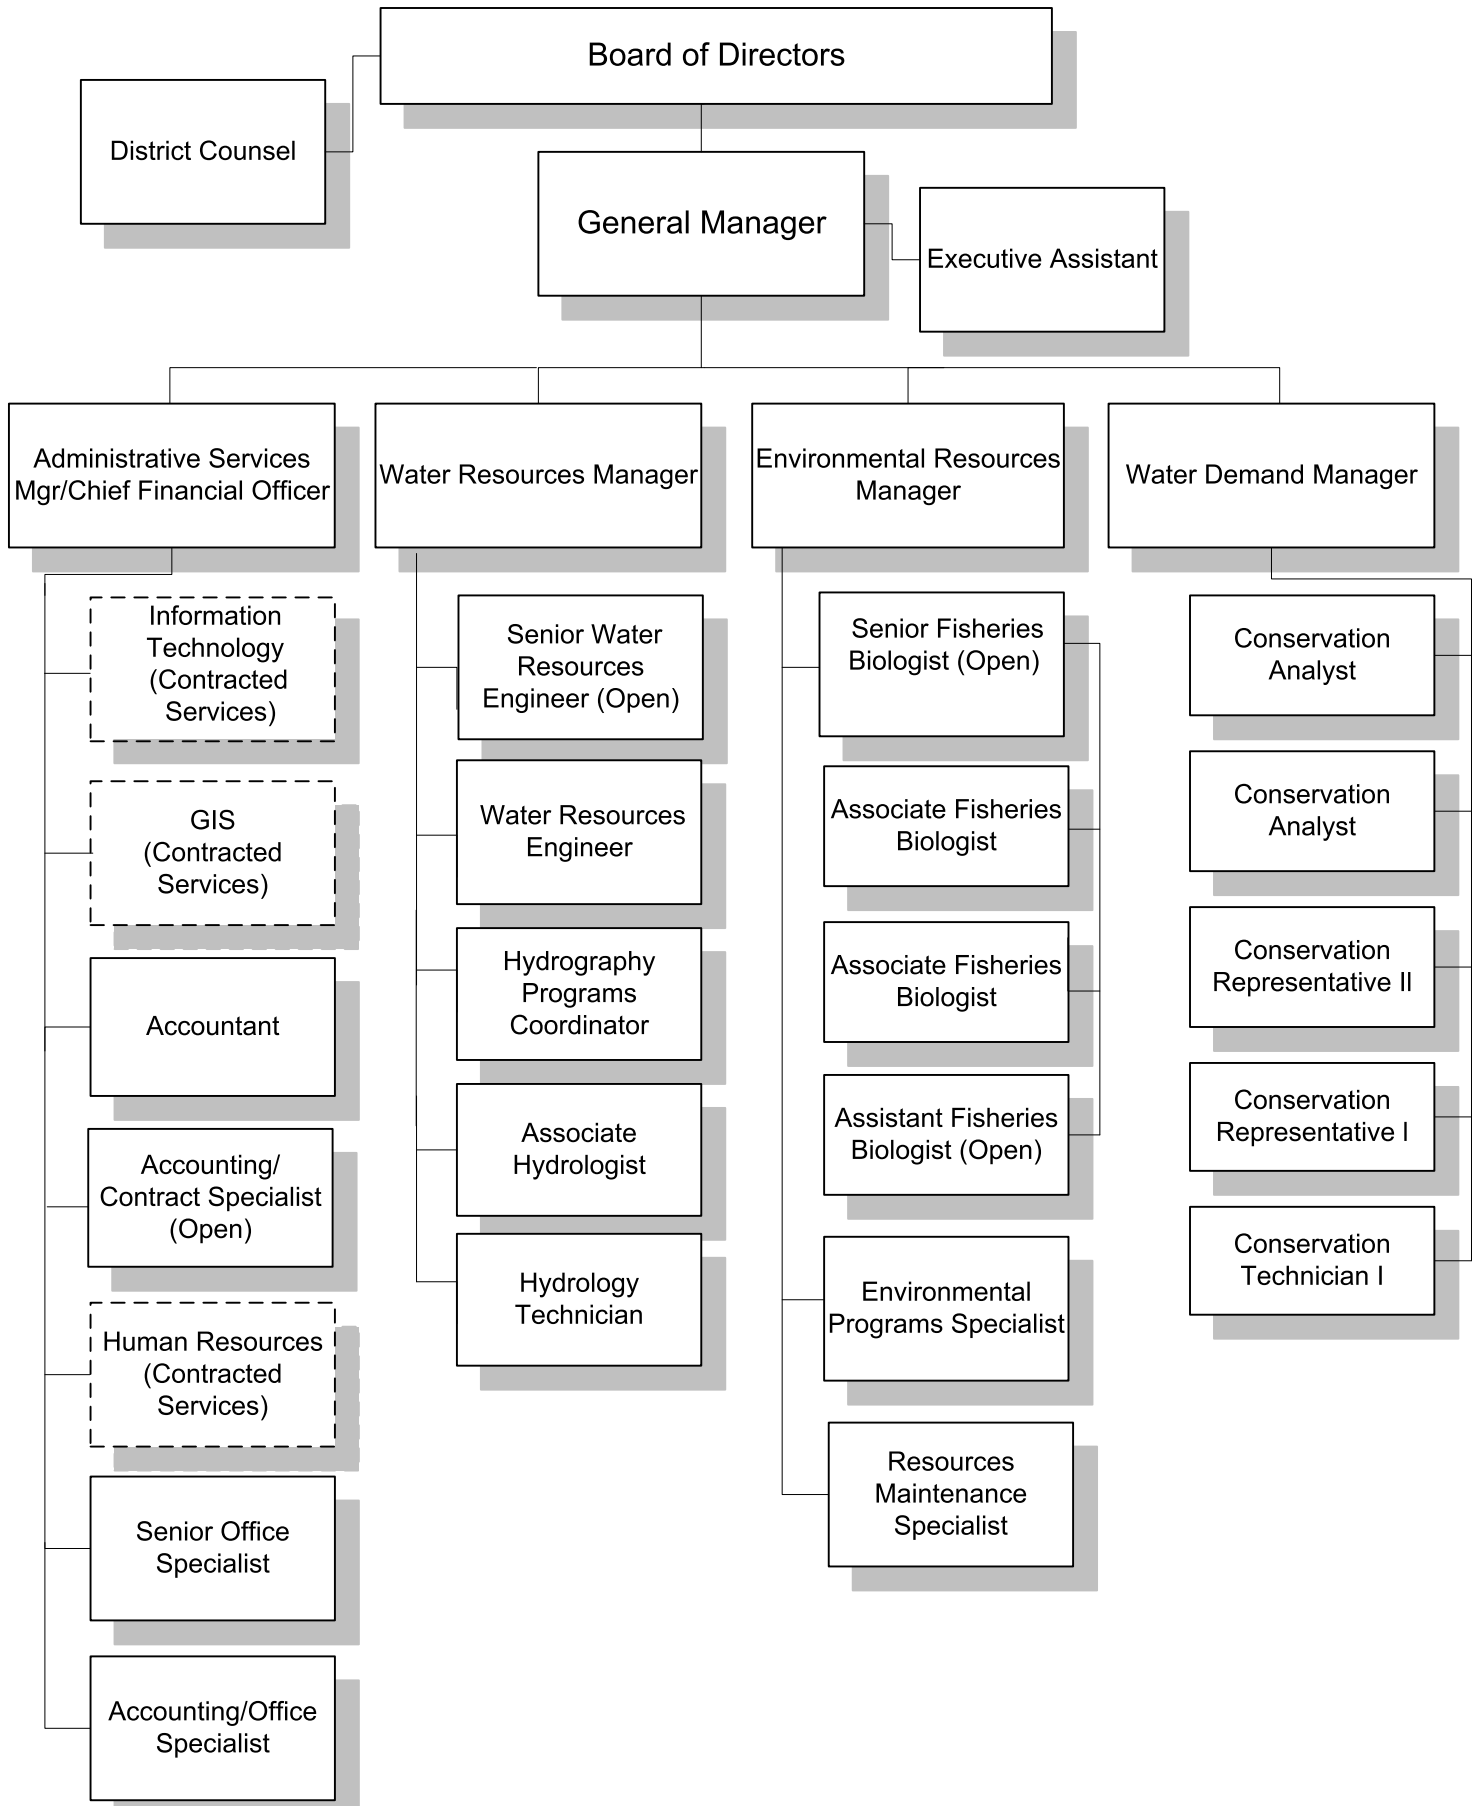 Board of Directors
District Counsel
General Manager
Executive Assistant
Administrative Services
Mgr/Chief Financial Officer
Water Resources Manager
Environmental Resources
Manager
Water Demand Manager
Information
Technology
(Contracted
Services)
GIS
(Contracted
Services)
Accountant
Accounting/
Contract Specialist
(Open)
Human Resources
(Contracted
Services)
Senior Office
Specialist
Accounting/Office
Specialist
Senior Water
Resources
Engineer (Open)
Water Resources
Engineer
Hydrography
Programs
Coordinator
Associate
Hydrologist
Hydrology
Technician
Senior Fisheries
Biologist (Open)
Associate Fisheries
Biologist
Associate Fisheries
Biologist
Assistant Fisheries
Biologist (Open)
Environmental
Programs Specialist
Resources
Maintenance
Specialist
Conservation
Analyst
Conservation
Analyst
Conservation
Representative II
Conservation
Representative I
Conservation
Technician I